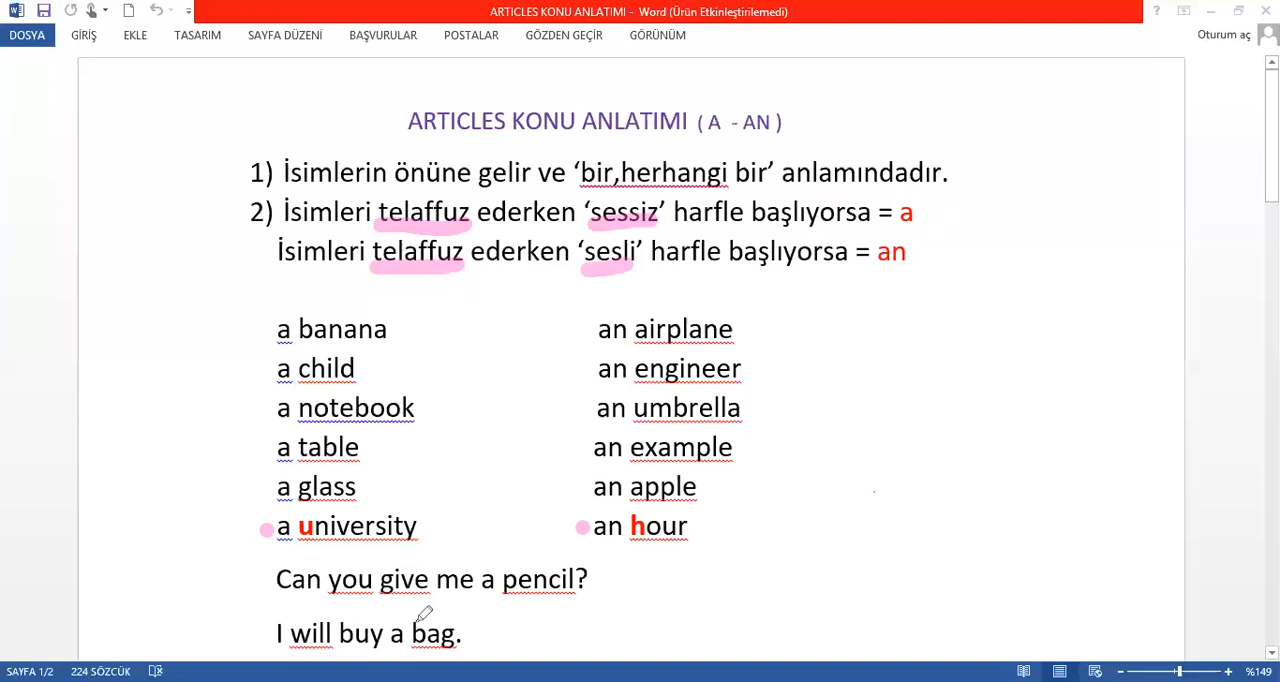 ARTICLES KONU ANLATIMI - Word (Ürün Etkinleştirilemedi)
DOSYA GİRİŞ EKLE TASARIM SAYFA DÜZENİ BAŞVURULAR POSTALAR GÖZDEN GEÇİR GÖRÜNÜM Oturum aç
ARTICLES KONU ANLATIMI ( A - AN )
1) İsimlerin önüne gelir ve ‘bir,herhangi bir’ anlamındadır.
2) İsimleri telaffuz ederken ‘sessiz’ harfle başlıyorsa = a
İsimleri telaffuz ederken ‘sesli’ harfle başlıyorsa = an
a banana an airplane
a child an engineer
a notebook an umbrella
a table an example
a glass an apple
a university an hour
Can you give me a pencil?
I will buy a bag.
SAYFA 1/2 224 SÖZCÜK %149